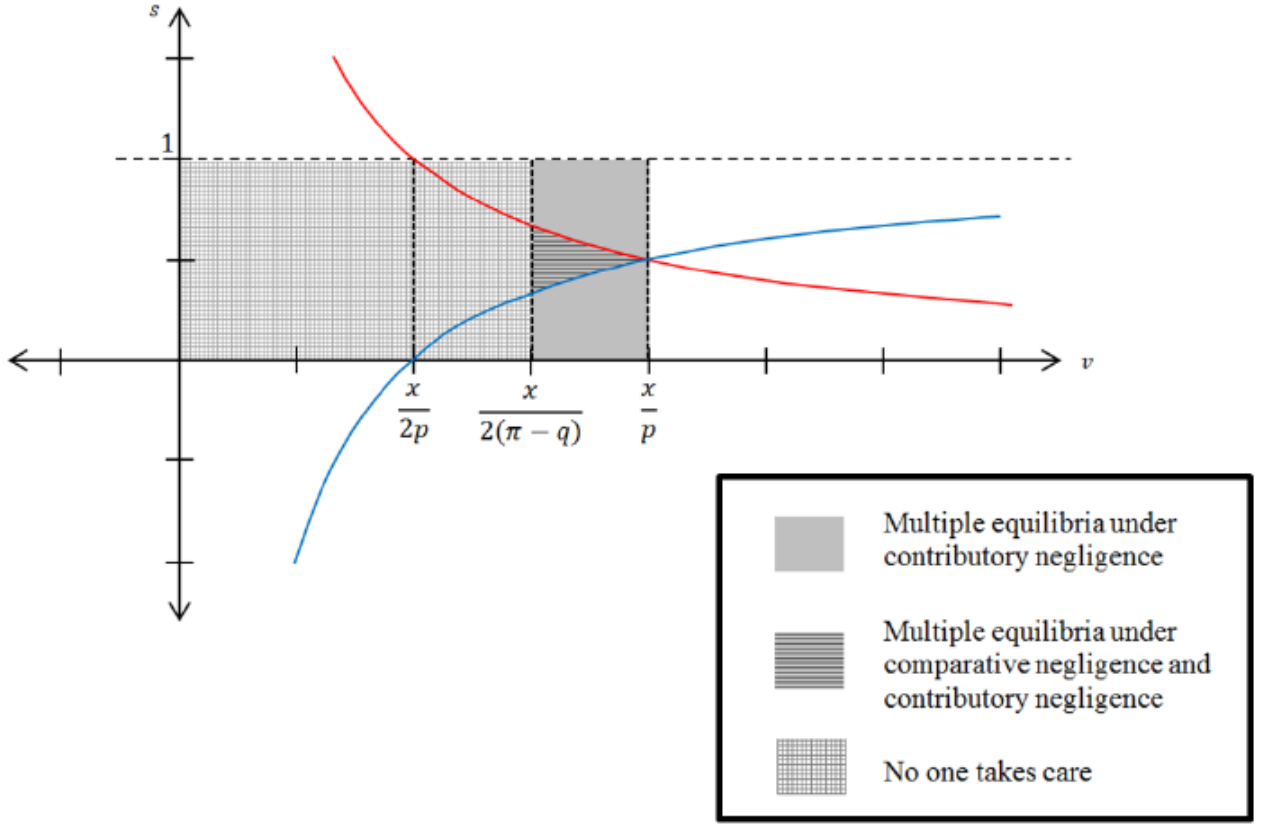 s
1
v
x/2p
x/2(π − q)
x/p
Multiple equilibria under
contributory negligence
Multiple equilibria under
comparative negligence and
contributory negligence
No one takes care